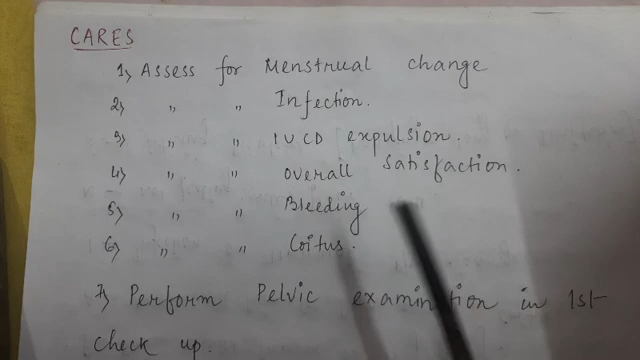 CARES
1) Assess for Menstrual change
2) " " Infection.
3) " " IUCD expulsion.
4) " " overall satisfaction.
5) " " Bleeding
6) " " Coitus.
7) Perform Pelvic examination in 1st
check up.